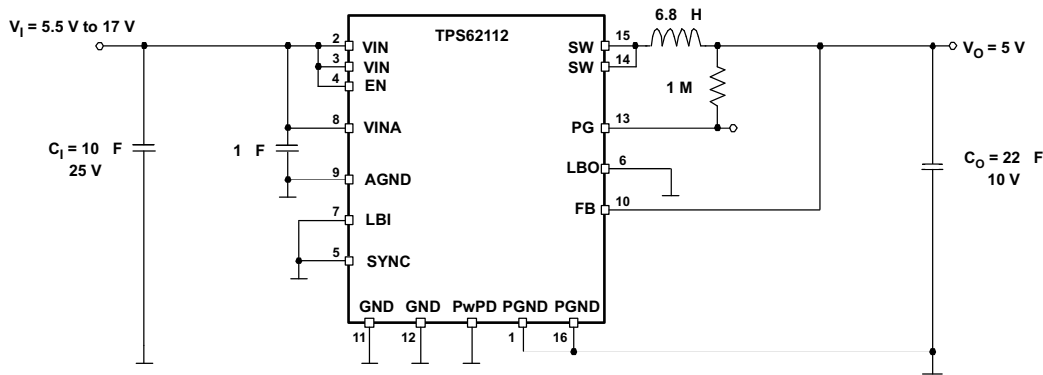 TPS62112
V_I = 5.5 V to 17 V
2 VIN
3 VIN
4 EN
8 VINA
9 AGND
7 LBI
5 SYNC
C_I = 10 F
25 V
1 F
SW 15
SW 14
PG 13
LBO 6
FB 10
6.8 H
1 M
V_O = 5 V
C_O = 22 F
10 V
GND GND PwPD PGND PGND
11 12 1 16